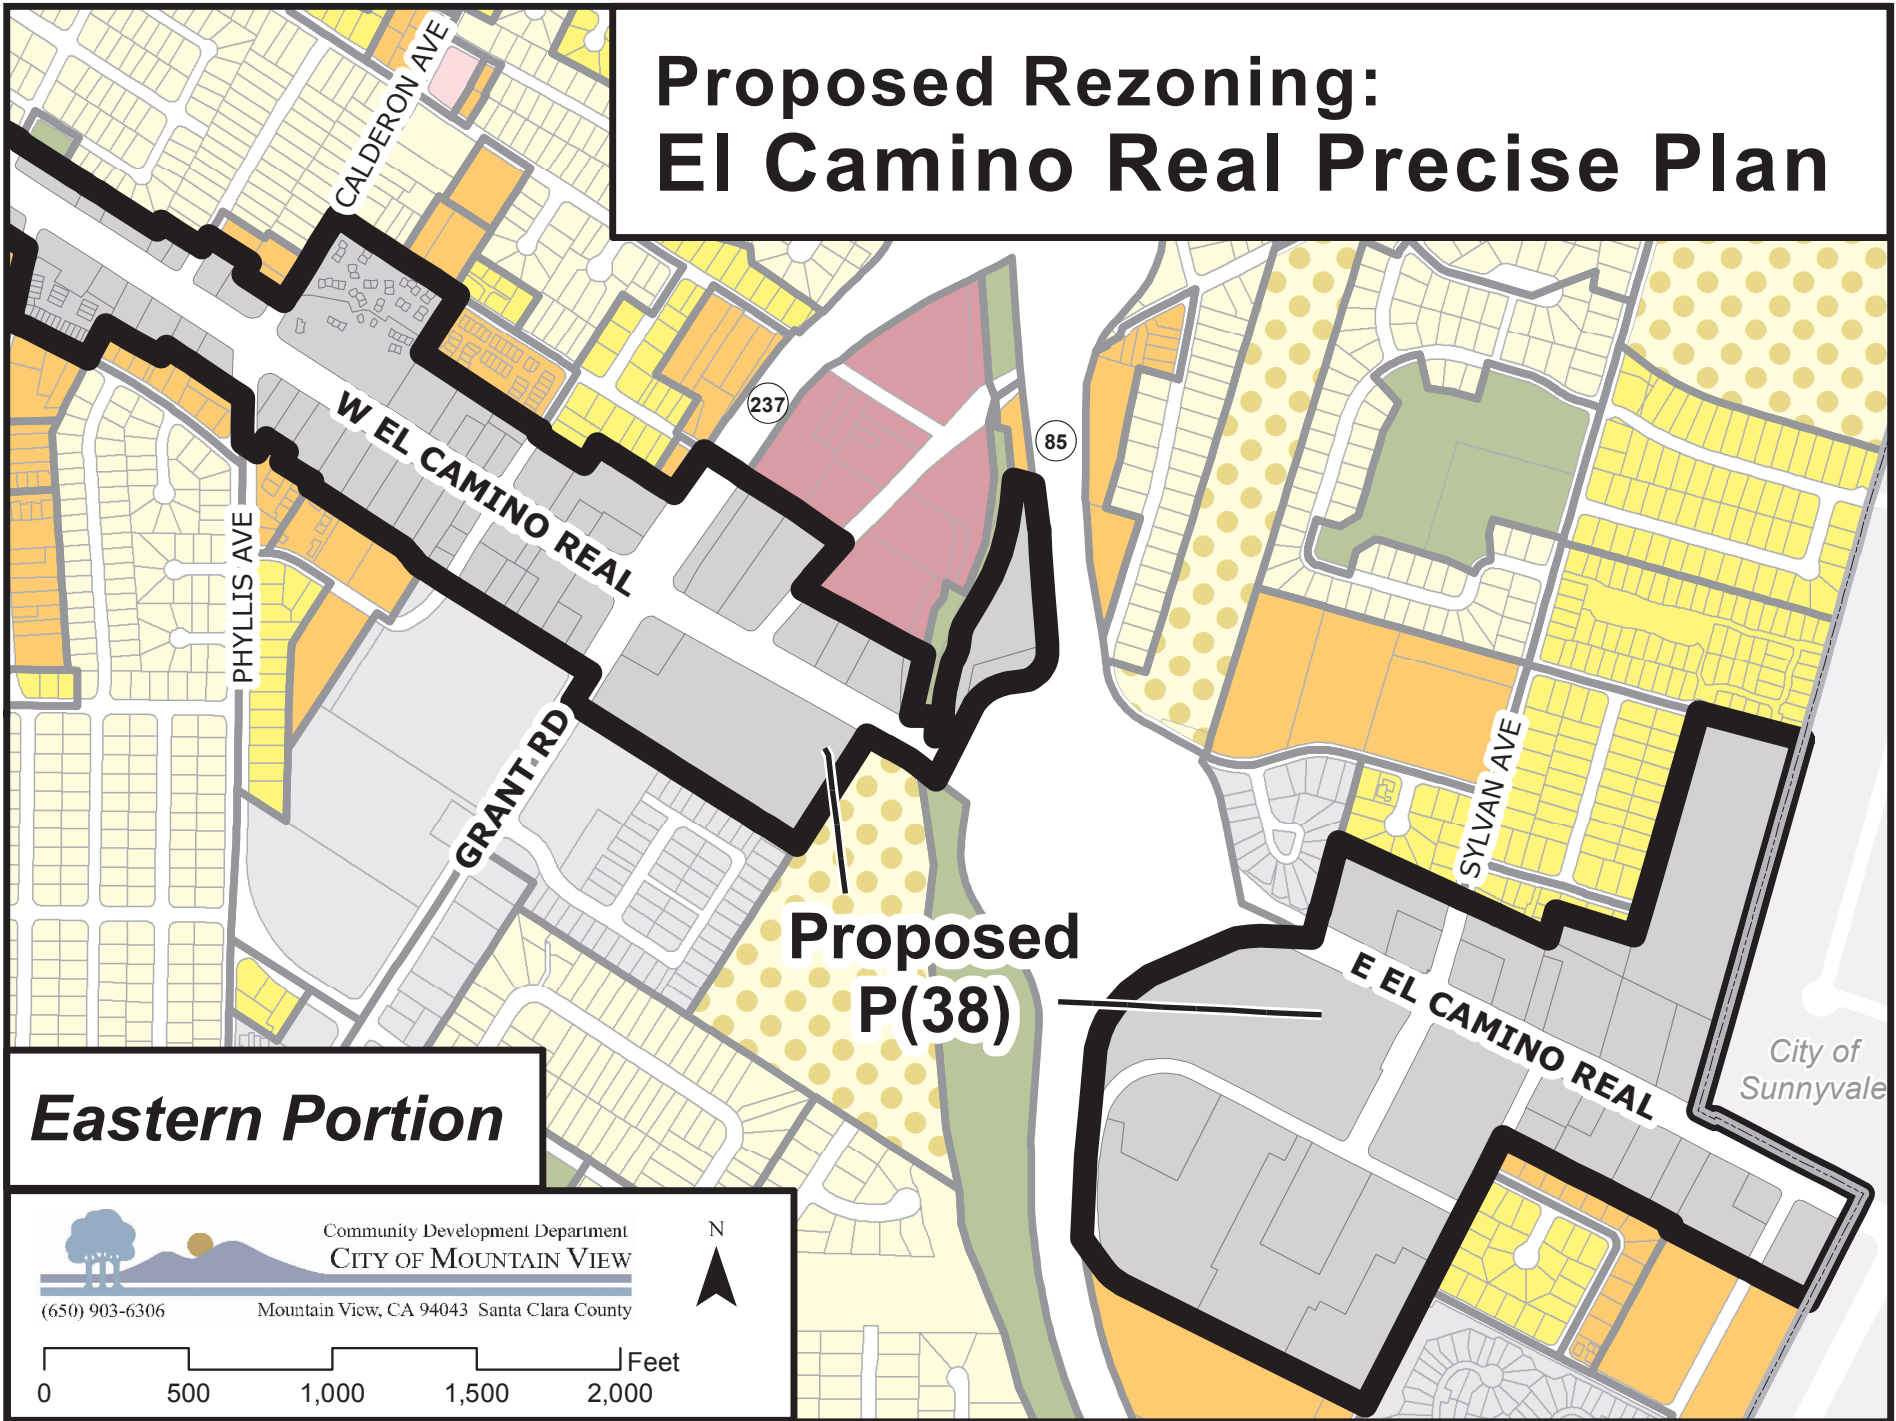 Proposed Rezoning:
El Camino Real Precise Plan
CALDERON AVE
237
85
W EL CAMINO REAL
PHYLLIS AVE
GRANT RD
SYLVAN AVE
Proposed
P(38)
E EL CAMINO REAL
City of
Sunnyvale
Eastern Portion
Community Development Department
CITY OF MOUNTAIN VIEW
(650) 903-6306 Mountain View, CA 94043 Santa Clara County
N
Feet
0 500 1,000 1,500 2,000